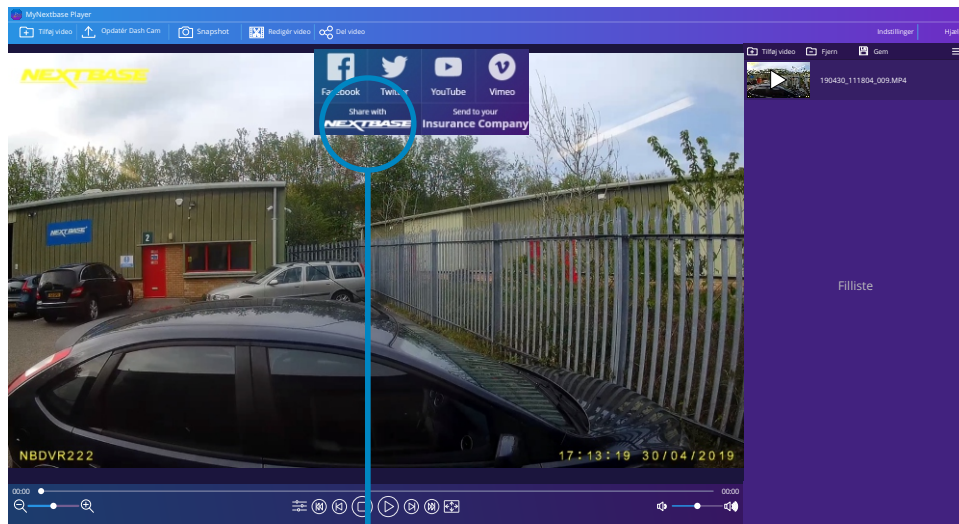 MyNextbase Player
Tilføj video
Opdatér Dash Cam
Snapshot
Redigér video
Del video
Indstillinger
Hjæl
Facebook
Twitter
YouTube
Vimeo
Share with
NEXTBASE
Send to your
Insurance Company
Tilføj video
Fjern
Gem
190430_111804_009.MP4
NEXTBASE
NEXTBASE
2
Filliste
NBDVR222
17:13:19 30/04/2019
00:00
00:00